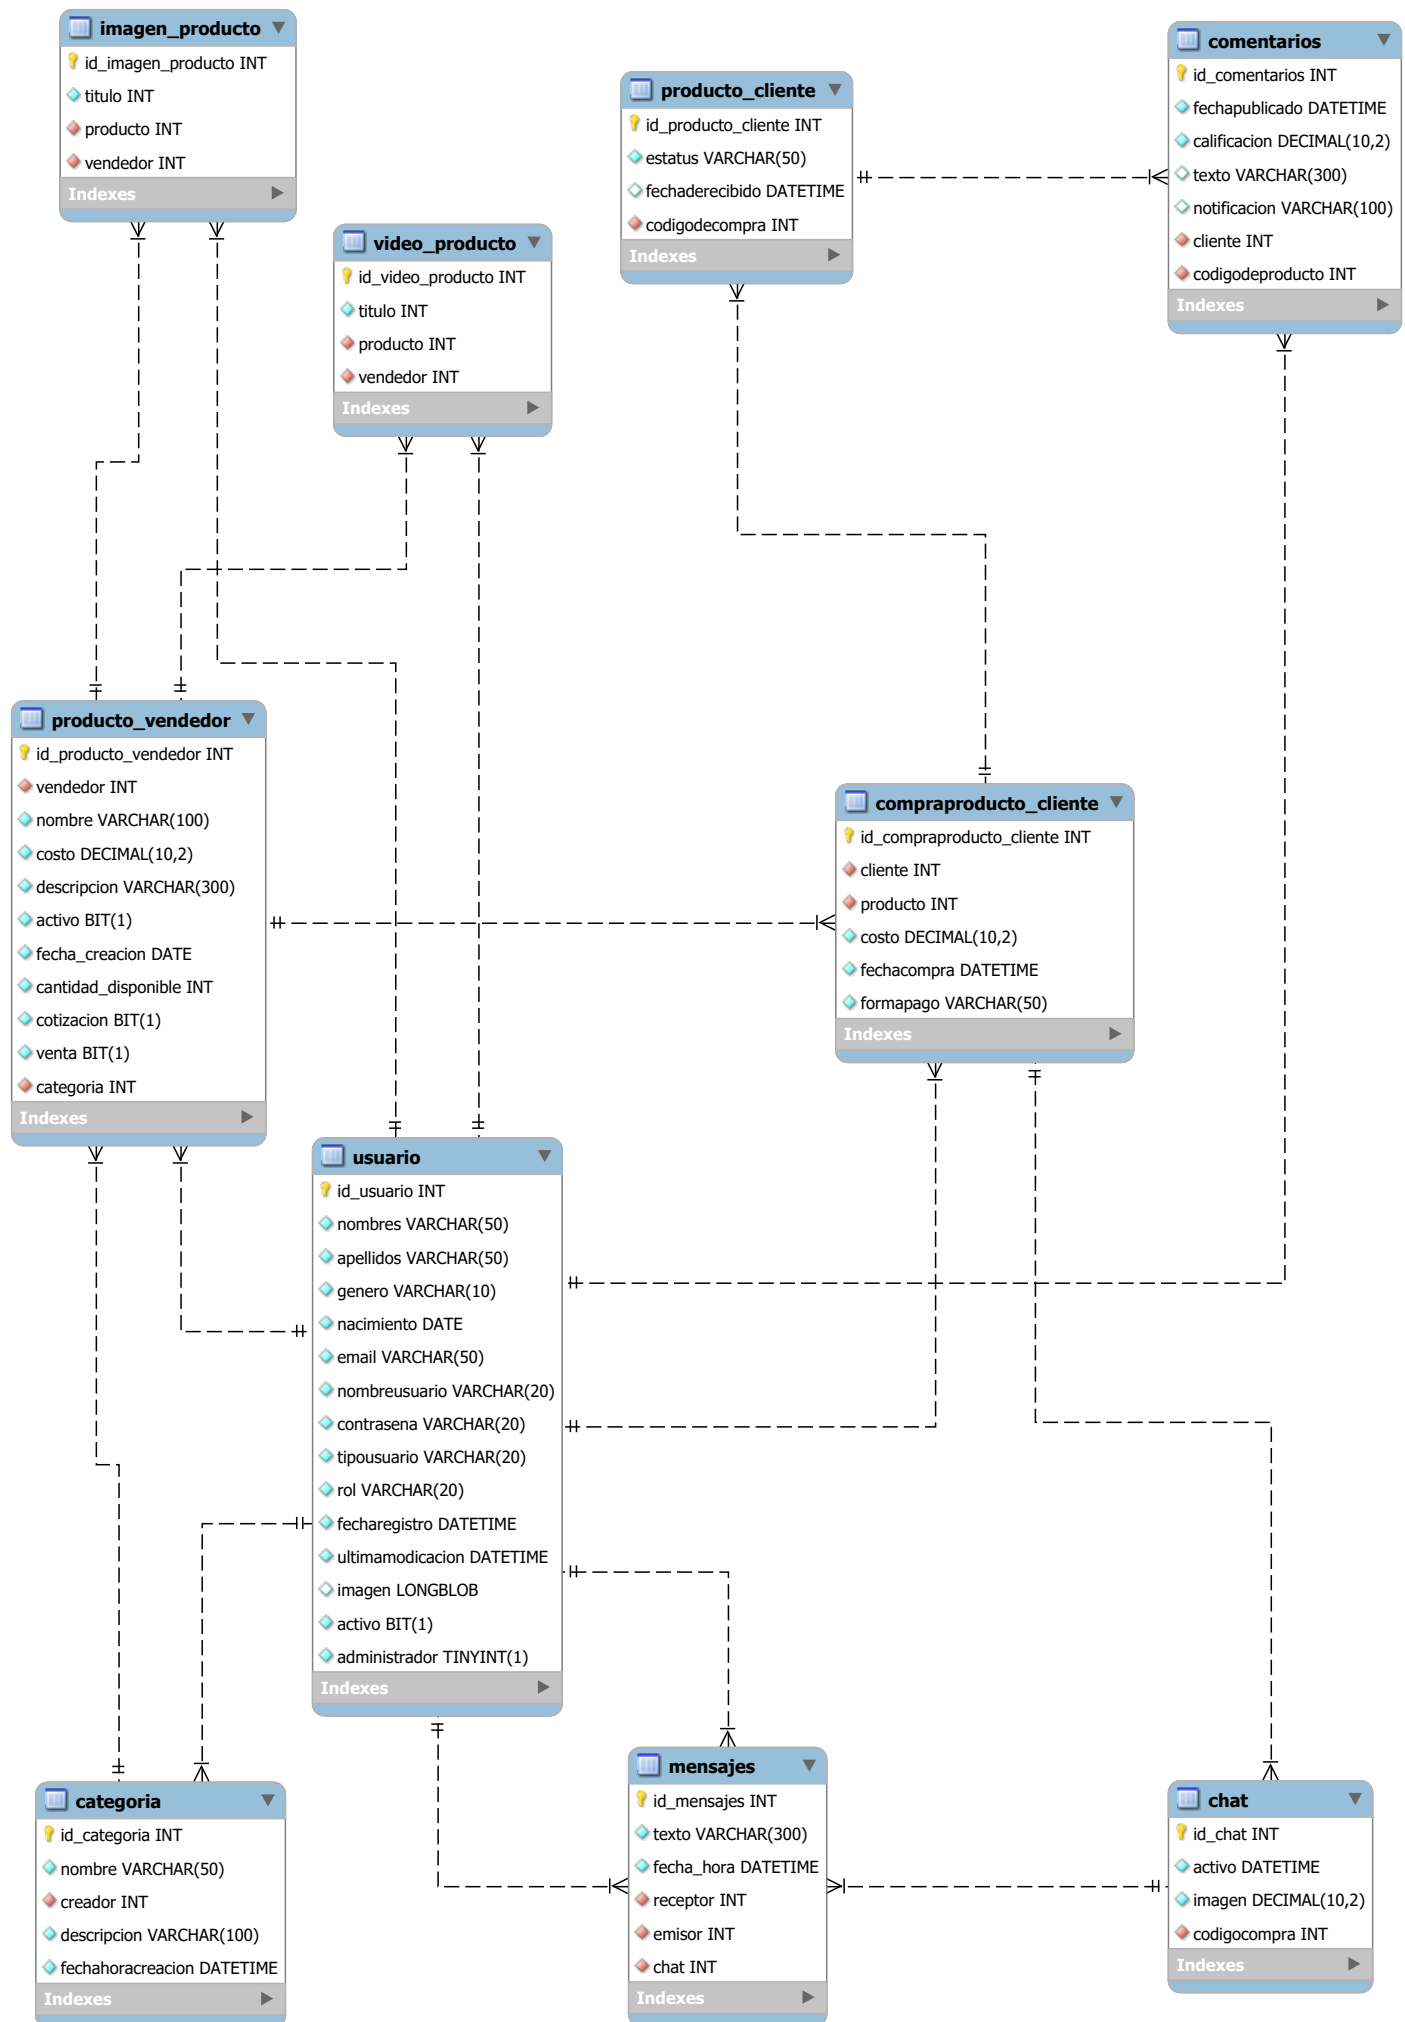 imagen_producto
id_imagen_producto INT
titulo INT
producto INT
vendedor INT
Indexes
comentarios
id_comentarios INT
fechapublicado DATETIME
calificacion DECIMAL(10,2)
texto VARCHAR(300)
notificacion VARCHAR(100)
cliente INT
codigodeproducto INT
Indexes
producto_cliente
id_producto_cliente INT
estatus VARCHAR(50)
fechaderecibido DATETIME
codigodecompra INT
Indexes
video_producto
id_video_producto INT
titulo INT
producto INT
vendedor INT
Indexes
producto_vendedor
id_producto_vendedor INT
vendedor INT
nombre VARCHAR(100)
costo DECIMAL(10,2)
descripcion VARCHAR(300)
activo BIT(1)
fecha_creacion DATE
cantidad_disponible INT
cotizacion BIT(1)
venta BIT(1)
categoria INT
Indexes
compraproducto_cliente
id_compraproducto_cliente INT
cliente INT
producto INT
costo DECIMAL(10,2)
fechacompra DATETIME
formapago VARCHAR(50)
Indexes
usuario
id_usuario INT
nombres VARCHAR(50)
apellidos VARCHAR(50)
genero VARCHAR(10)
nacimiento DATE
email VARCHAR(50)
nombreusuario VARCHAR(20)
contrasena VARCHAR(20)
tipousuario VARCHAR(20)
rol VARCHAR(20)
fecharegistro DATETIME
ultimamodicacion DATETIME
imagen LONGBLOB
activo BIT(1)
administrador TINYINT(1)
Indexes
categoria
id_categoria INT
nombre VARCHAR(50)
creador INT
descripcion VARCHAR(100)
fechahoracreacion DATETIME
Indexes
mensajes
id_mensajes INT
texto VARCHAR(300)
fecha_hora DATETIME
receptor INT
emisor INT
chat INT
Indexes
chat
id_chat INT
activo DATETIME
imagen DECIMAL(10,2)
codigocompra INT
Indexes